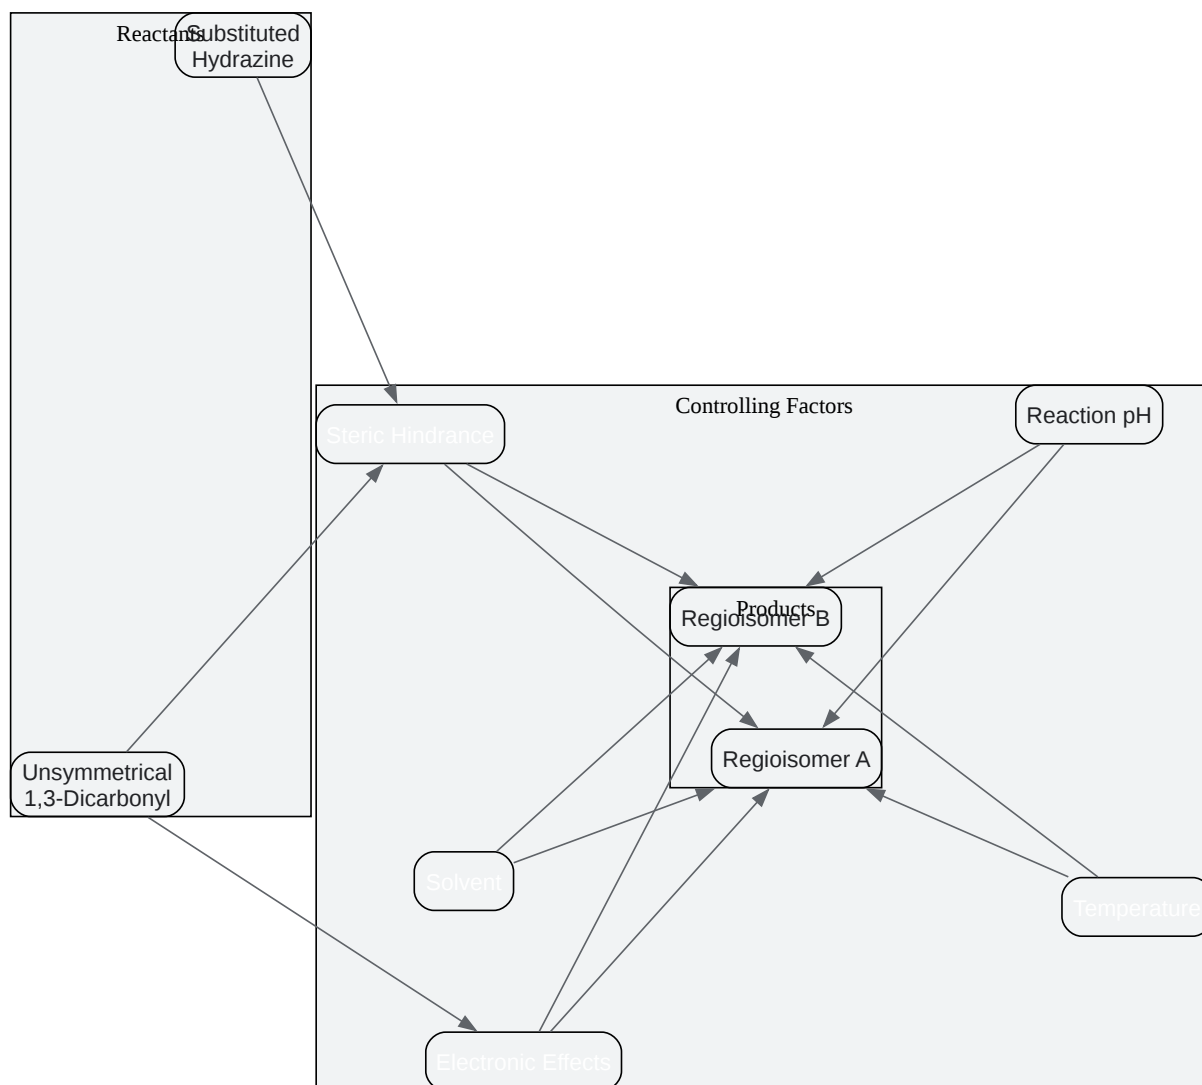 Reactants
Substituted
Hydrazine
Controlling Factors
Reaction pH
Steric Hindrance
Products
Regioisomer B
Regioisomer A
Unsymmetrical
1,3-Dicarbonyl
Solvent
Temperature
Electronic Effects